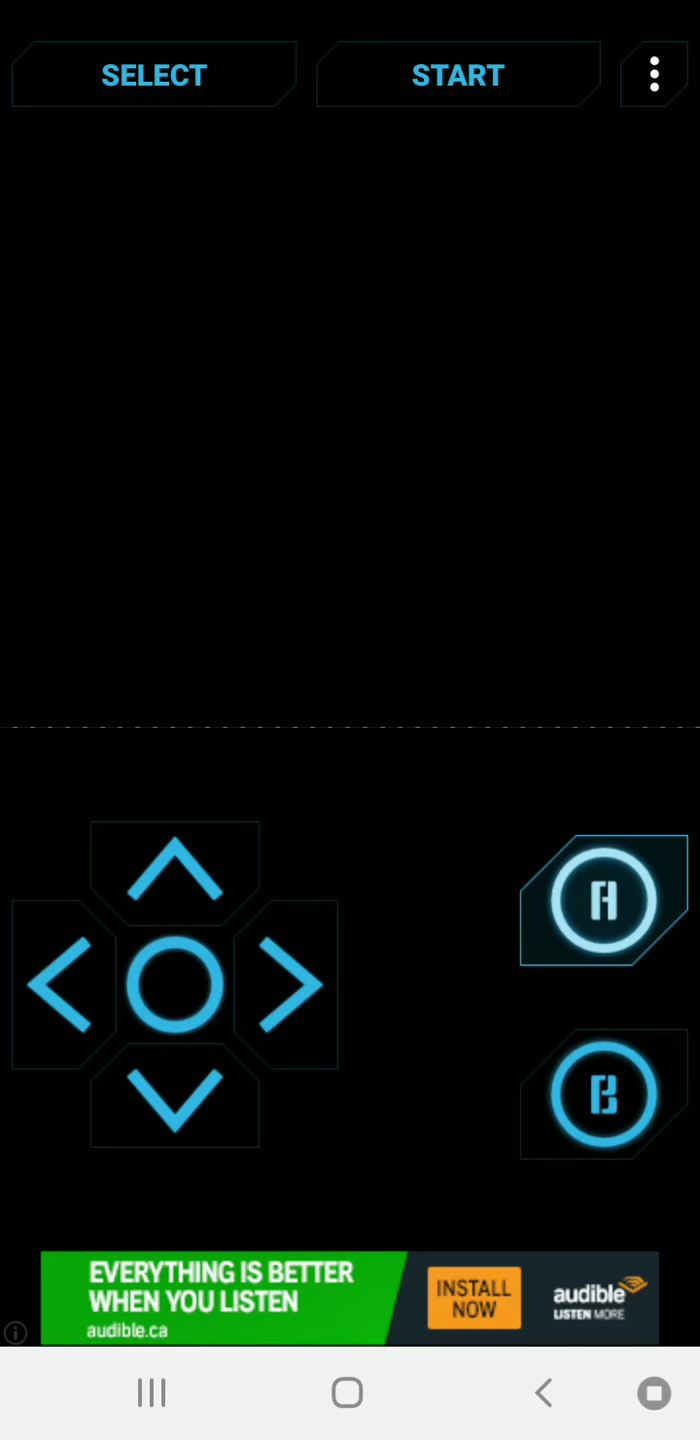 SELECT
START
A
B
EVERYTHING IS BETTER
WHEN YOU LISTEN
audible.ca
INSTALL
NOW
audible
LISTEN MORE